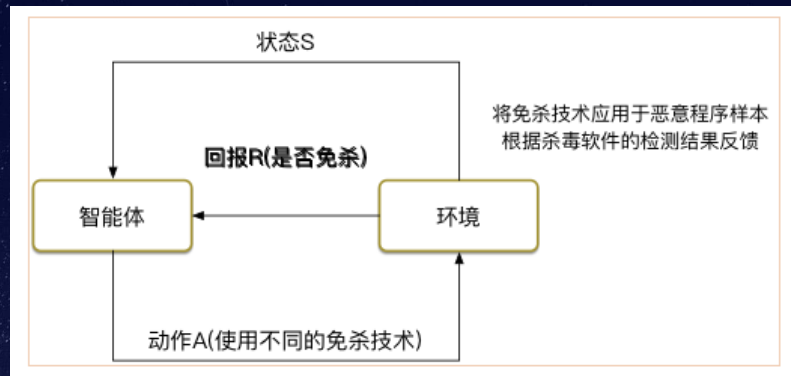 状态S
将免杀技术应用于恶意程序样本
根据杀毒软件的检测结果反馈
回报R(是否免杀)
智能体
环境
动作A(使用不同的免杀技术)